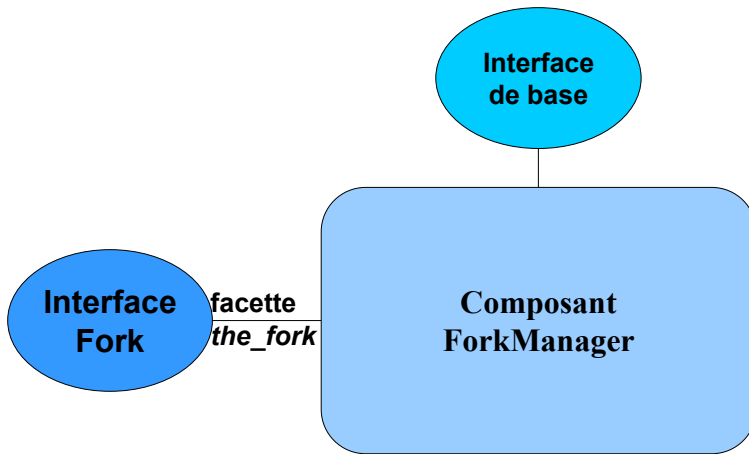 Interface
de base
Interface
Fork
facette
the_fork
Composant
ForkManager